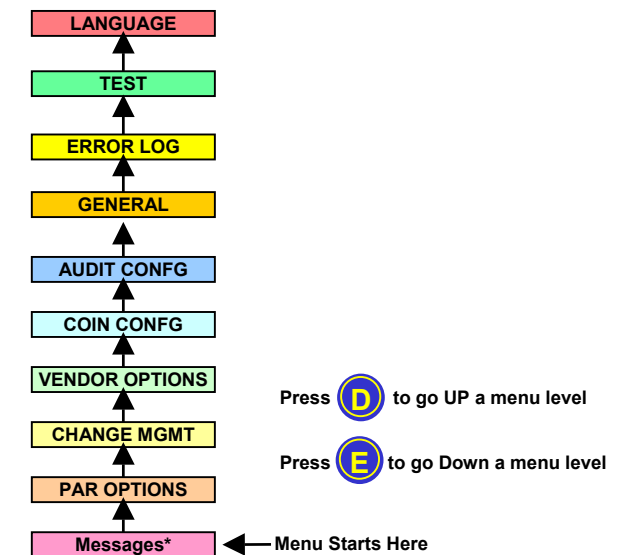 LANGUAGE
TEST
ERROR LOG
GENERAL
AUDIT CONFG
COIN CONFG
VENDOR OPTIONS
Press D to go UP a menu level
CHANGE MGMT
Press E to go Down a menu level
PAR OPTIONS
Messages*
Menu Starts Here